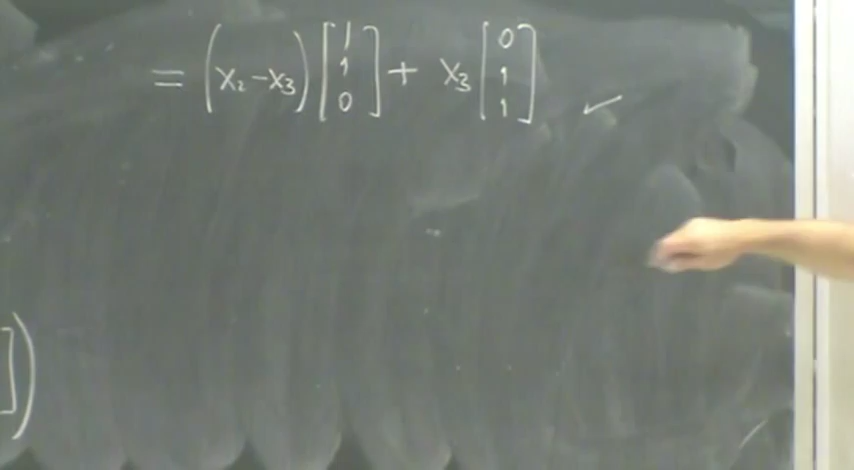 = (x₂-x₃) [1 1 0] + x₃ [0 1 1] ✓
])